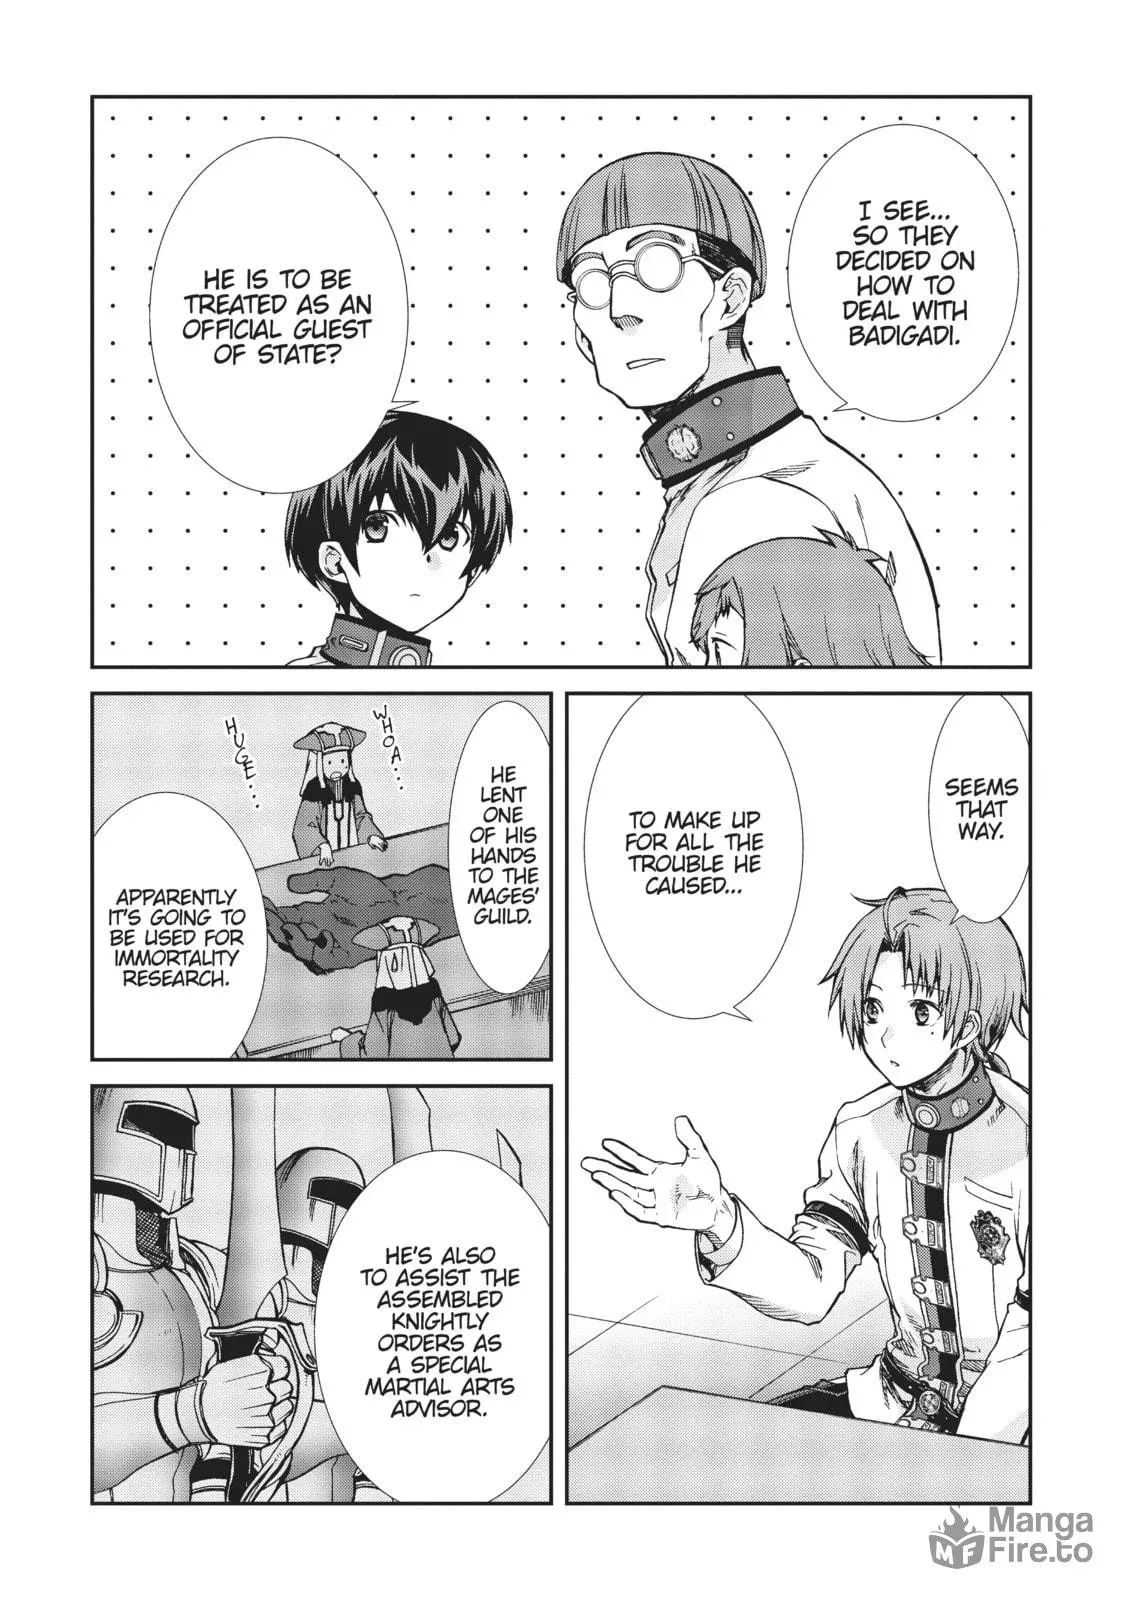 I SEE...
SO THEY
DECIDED ON
HOW TO
DEAL WITH
BADIGADI.
HE IS TO BE
TREATED AS AN
OFFICIAL GUEST
OF STATE?
SEEMS
THAT
WAY.
TO MAKE UP
FOR ALL THE
TROUBLE HE
CAUSED...
HE
LENT
ONE
OF HIS
HANDS
TO THE
MAGES'
GUILD.
WHOA...
HUGE...
APPARENTLY
IT'S GOING TO
BE USED FOR
IMMORTALITY
RESEARCH.
HE'S ALSO
TO ASSIST THE
ASSEMBLED
KNIGHTLY
ORDERS AS
A SPECIAL
MARTIAL ARTS
ADVISOR.
MF
Manga
Fire.to